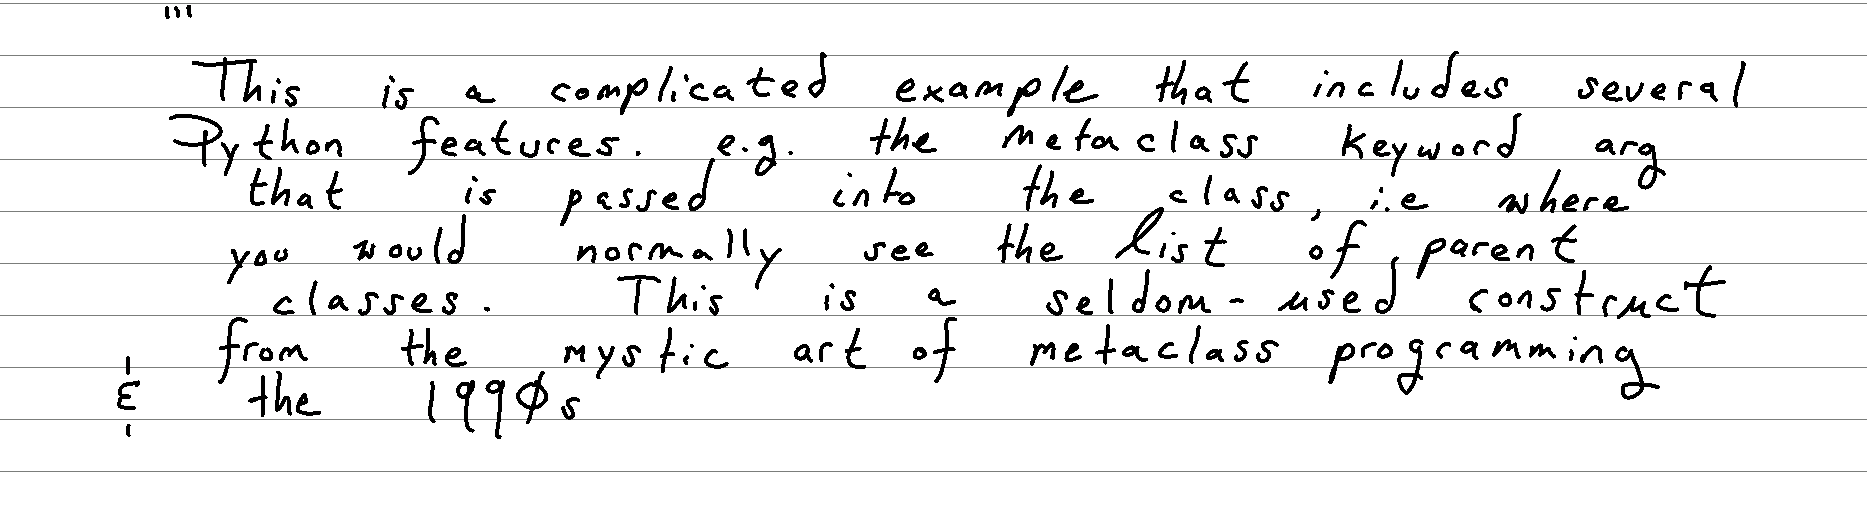 '''
This is a complicated example that includes several
Python features. e.g. the metaclass keyword arg
that is passed into the class, i.e where
you would normally see the list of parent
classes. This is a seldom-used construct
from the mystic art of metaclass programming
& the 1990s